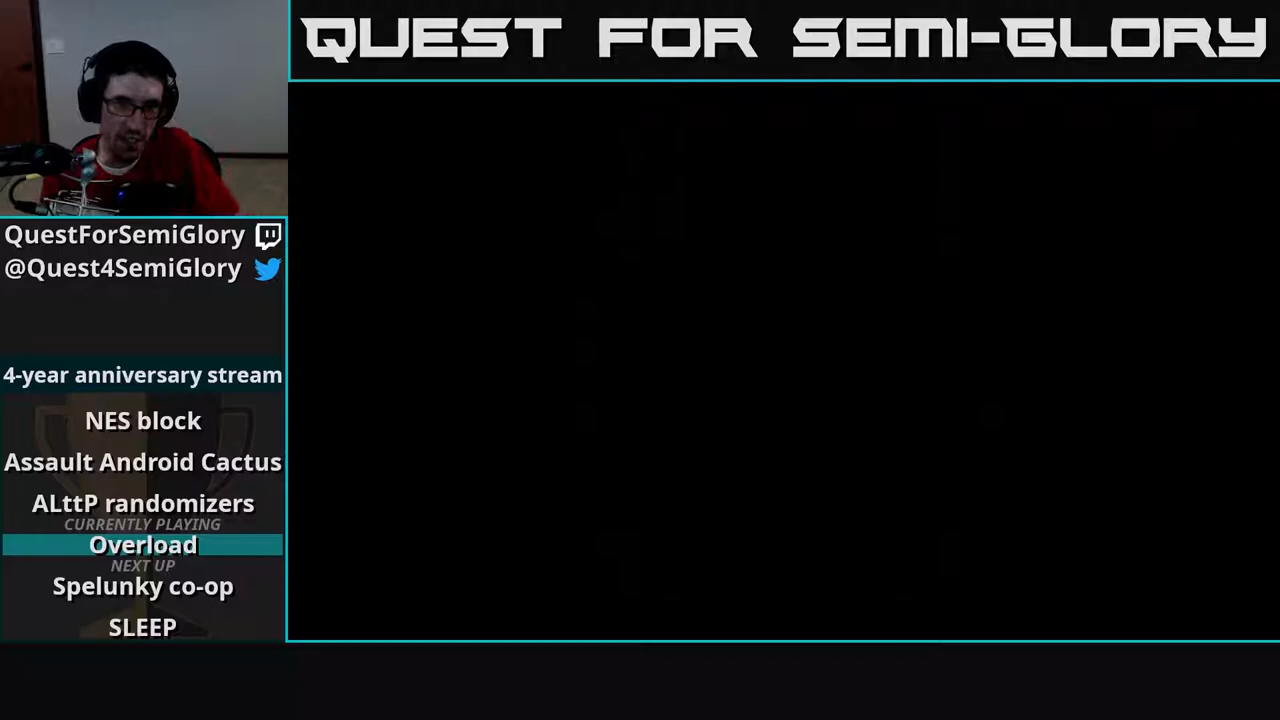 QUEST FOR SEMI-GLORY
QuestForSemiGlory
@Quest4SemiGlory
4-year anniversary stream
NES block
Assault Android Cactus
ALttP randomizers
CURRENTLY PLAYING
Overload
NEXT UP
Spelunky co-op
SLEEP